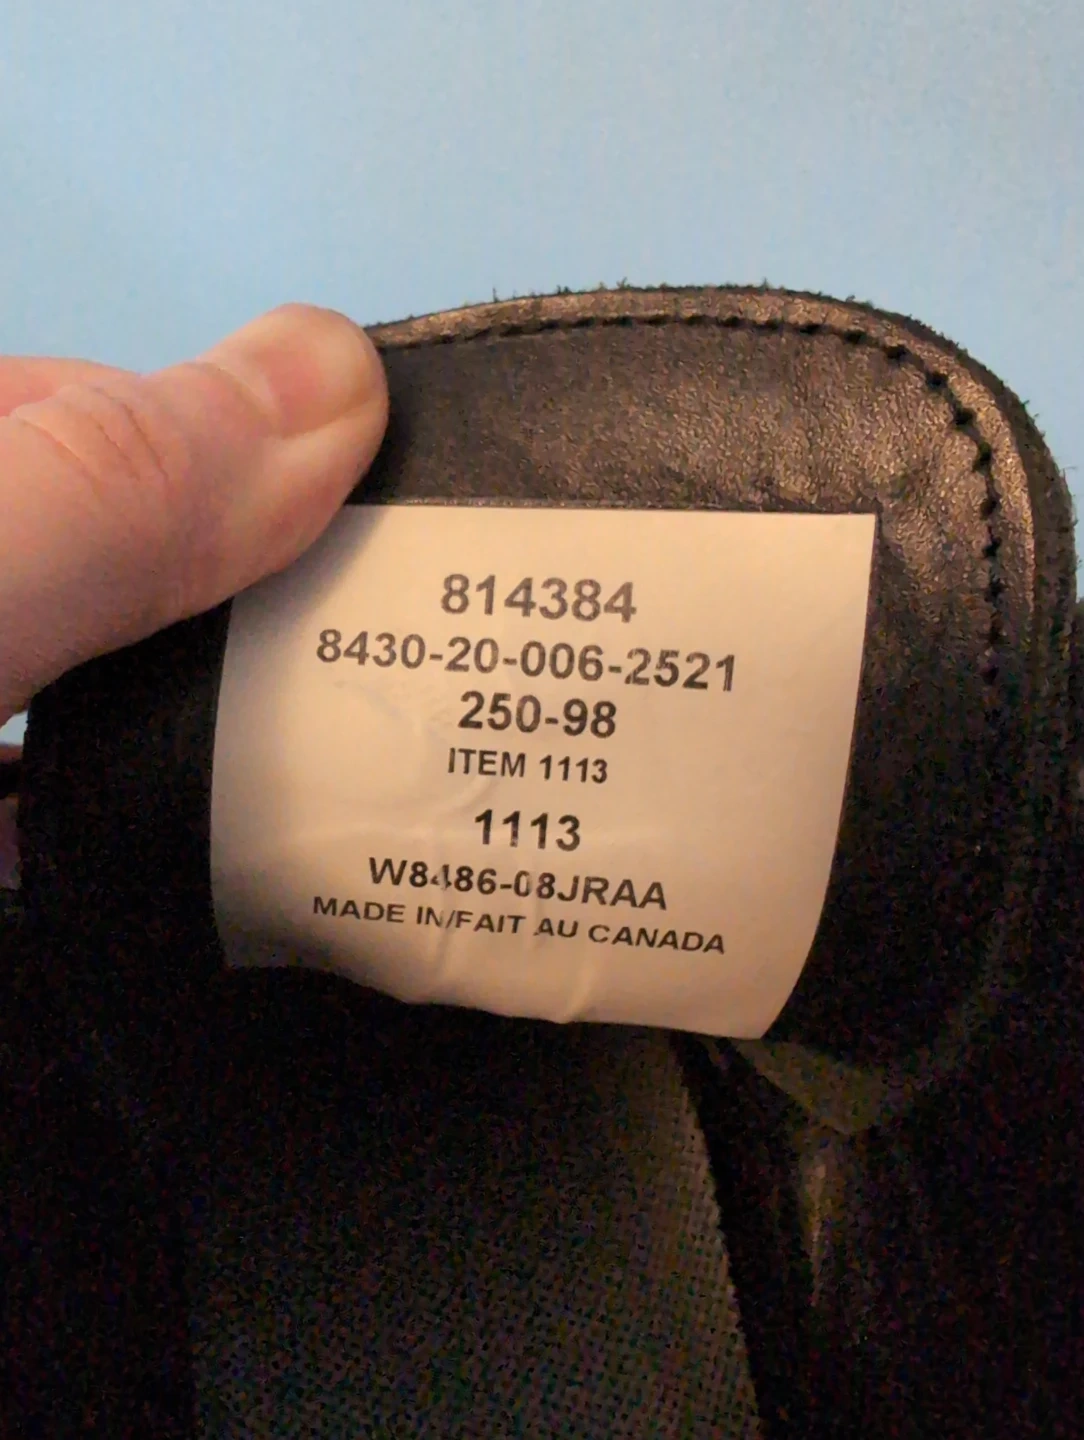 814384
8430-20-006-2521
250-98
ITEM 1113
1113
W8486-08JRAA
MADE IN/FAIT AU CANADA